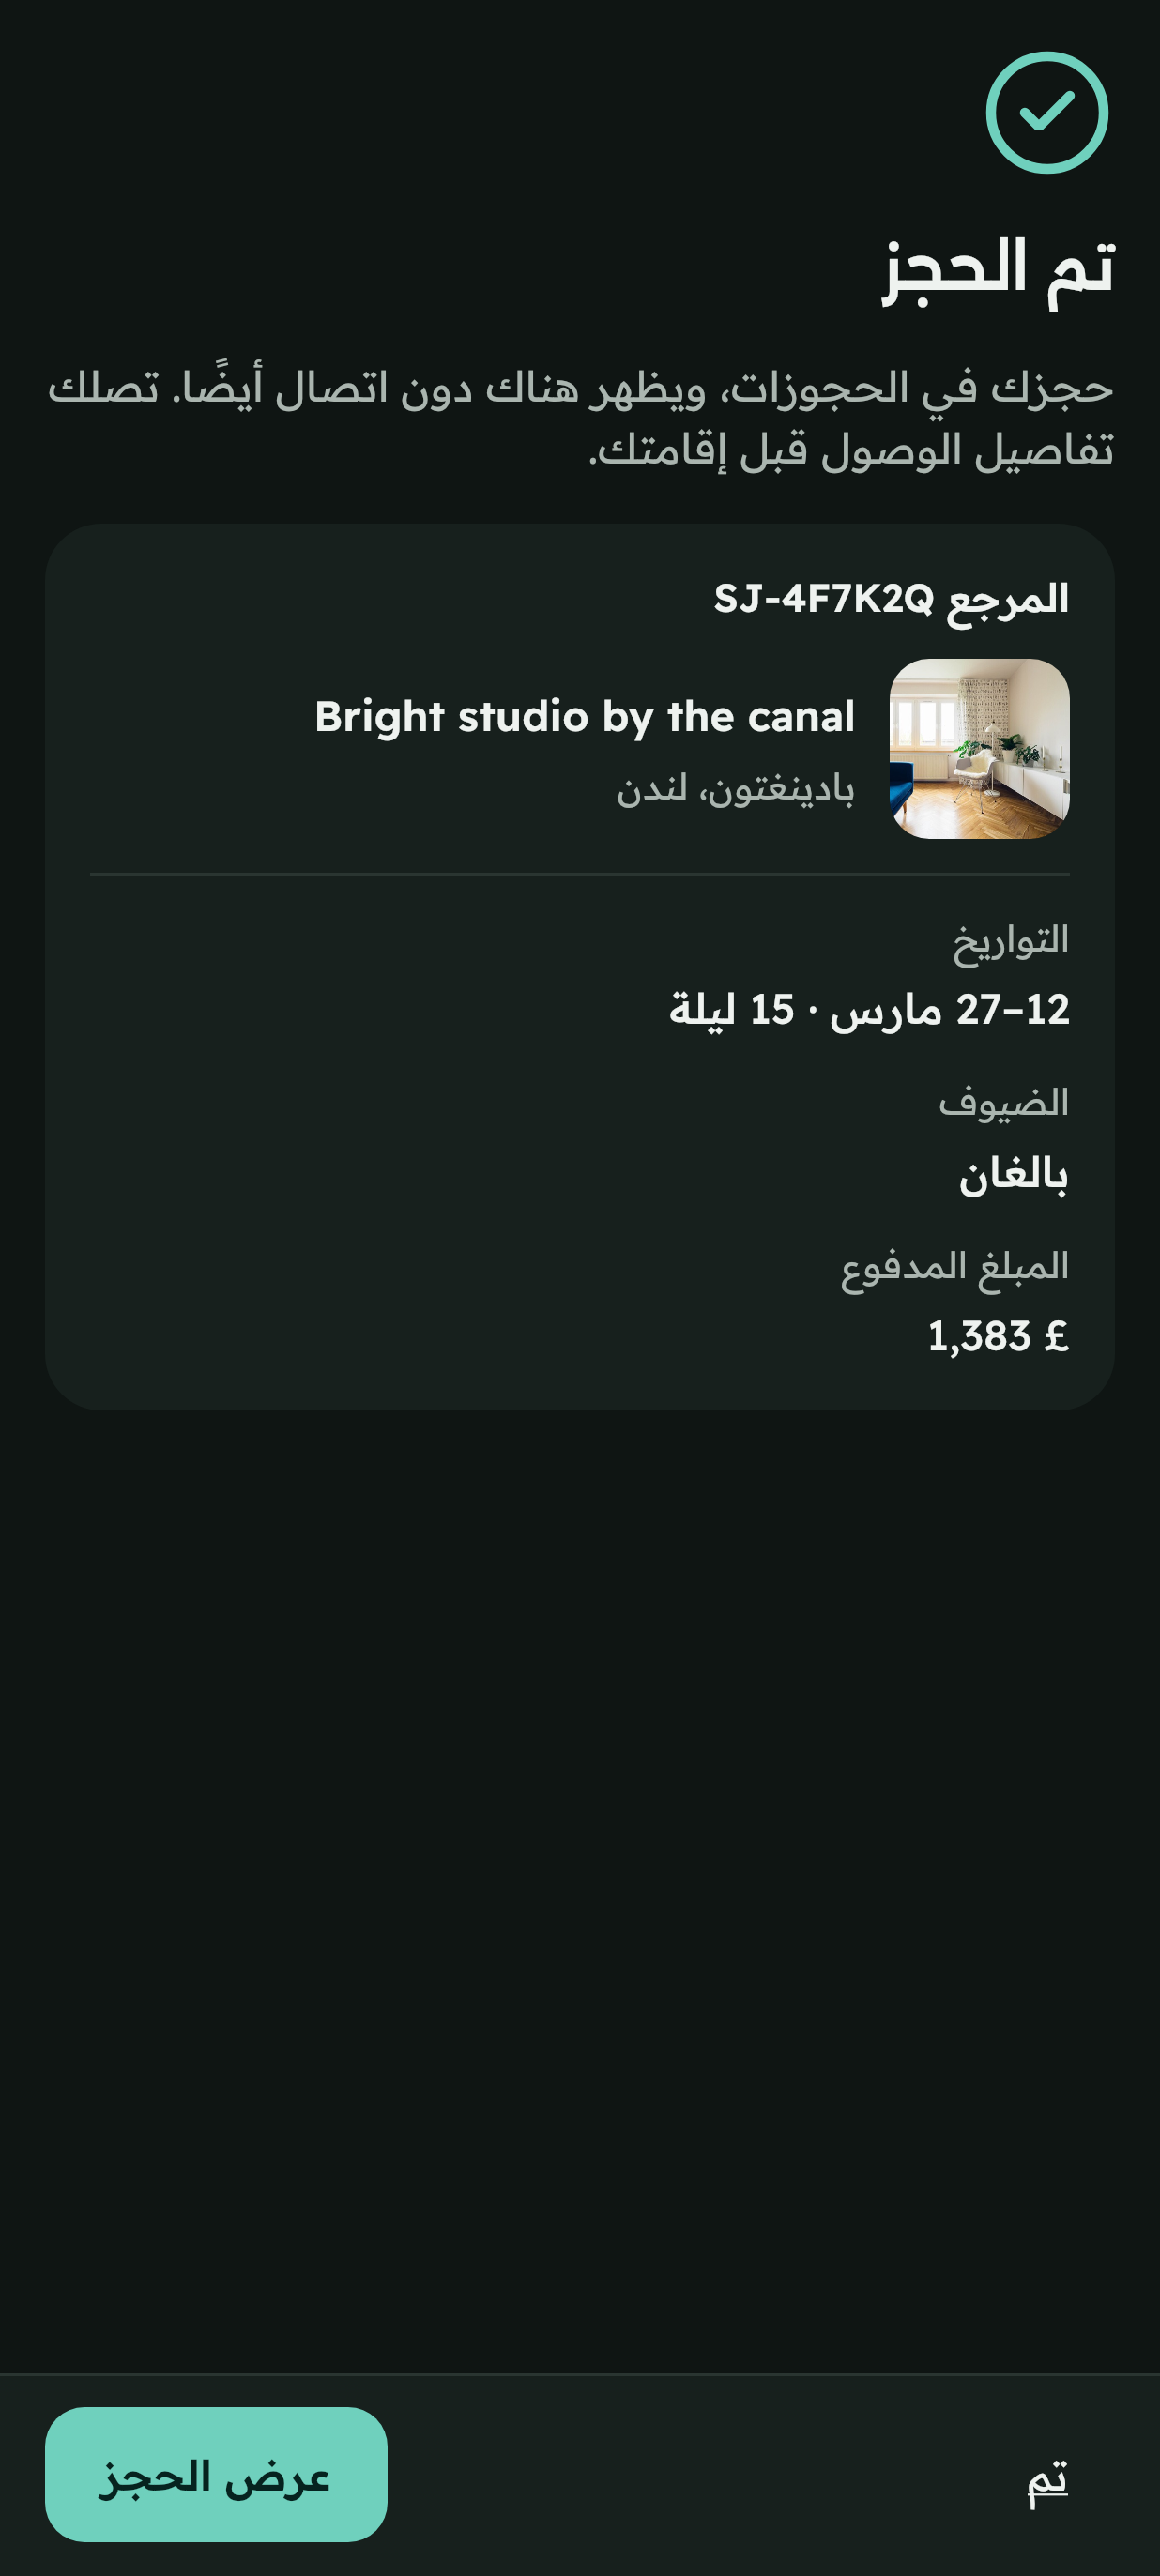 تم الحجز
حجزك في الحجوزات، ويظهر هناك دون اتصال أيضًا. تصلك
تفاصيل الوصول قبل إقامتك.
المرجع SJ-4F7K2Q
Bright studio by the canal
بادينغتون، لندن
التواريخ
12–27 مارس · 15 ليلة
الضيوف
بالغان
المبلغ المدفوع
£ 1,383
تم
عرض الحجز